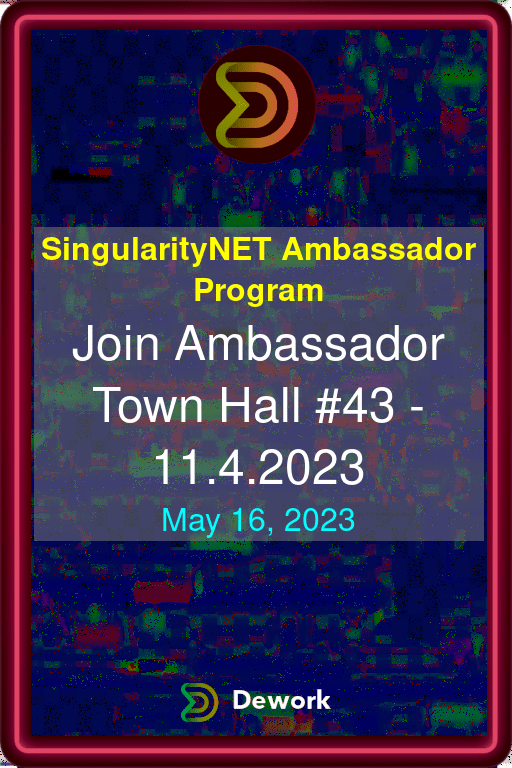 SingularityNET Ambassador
Program
Join Ambassador
Town Hall #43 -
11.4.2023
May 16, 2023
Dework